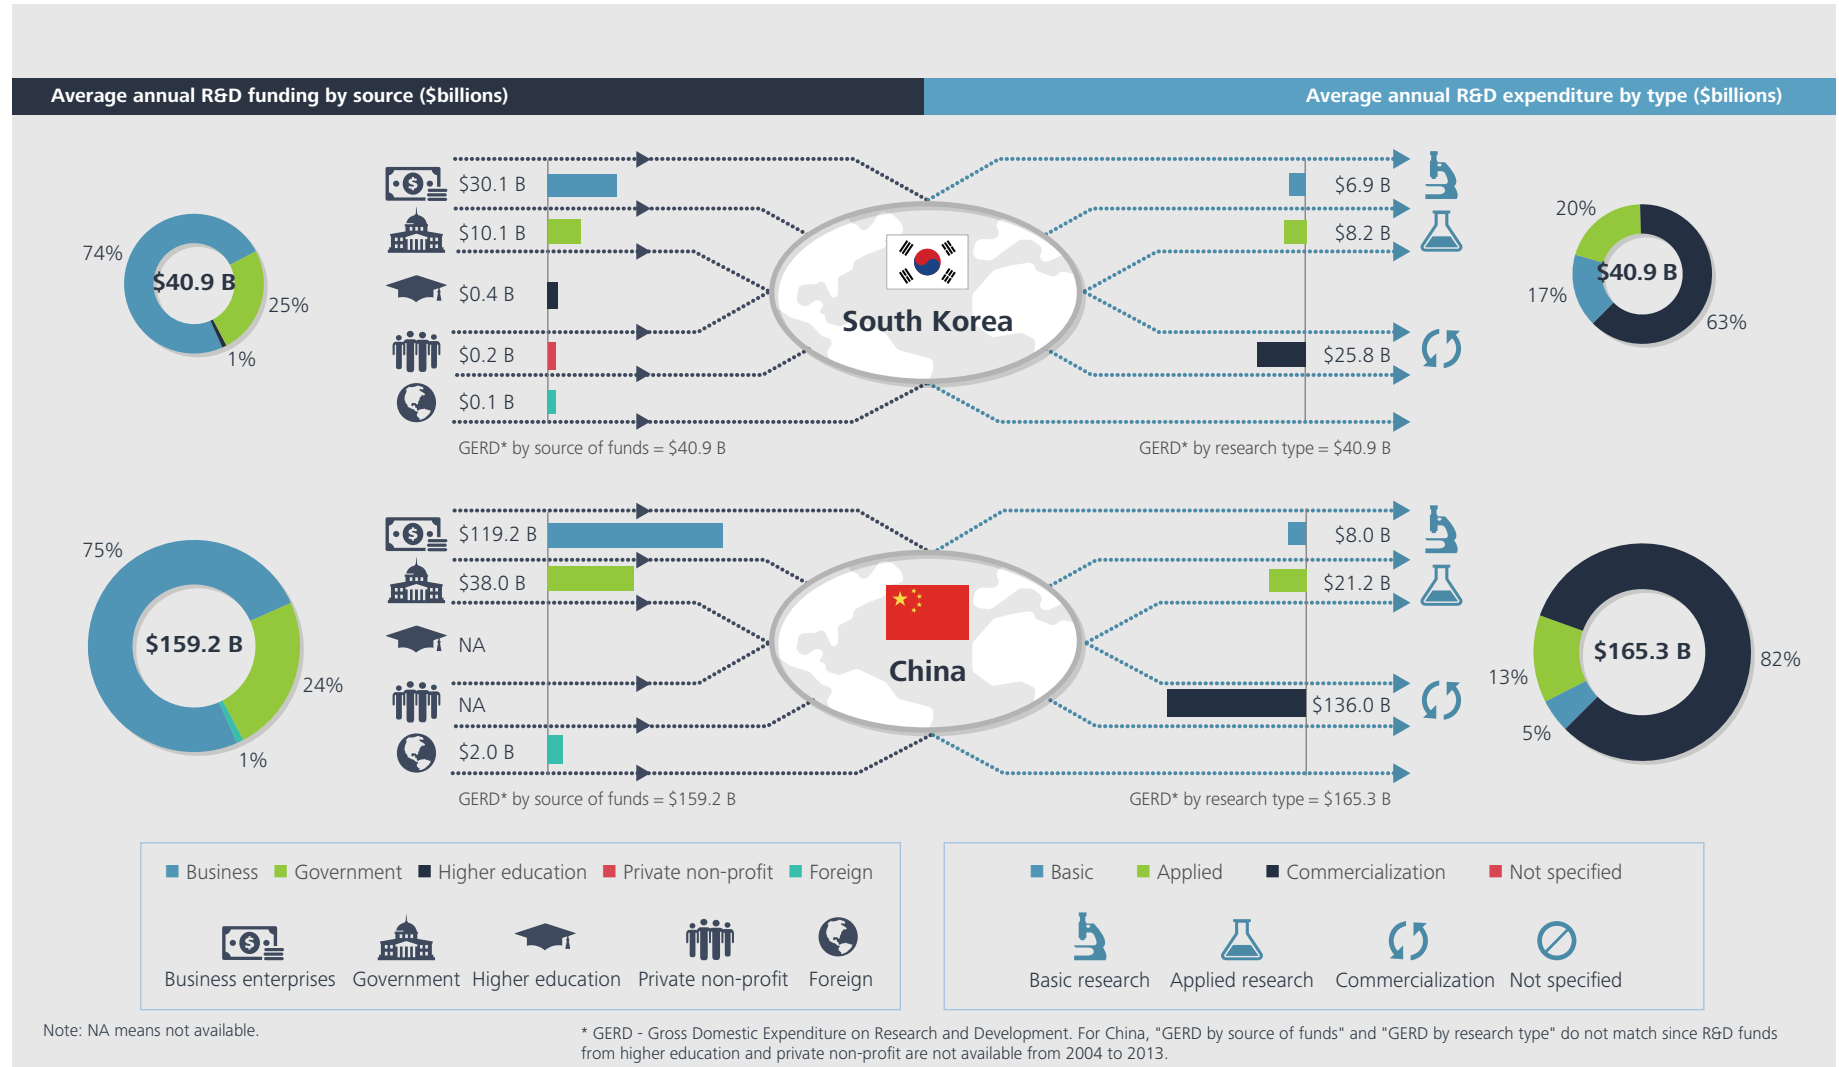 Average annual R&D funding by source ($billions)
Average annual R&D expenditure by type ($billions)
74%
$40.9 B
25%
1%
$30.1 B
$10.1 B
$0.4 B
$0.2 B
$0.1 B
GERD* by source of funds = $40.9 B
South Korea
$6.9 B
$8.2 B
$25.8 B
GERD* by research type = $40.9 B
20%
$40.9 B
17%
63%
75%
$159.2 B
24%
1%
$119.2 B
$38.0 B
NA
NA
$2.0 B
GERD* by source of funds = $159.2 B
China
$8.0 B
$21.2 B
$136.0 B
GERD* by research type = $165.3 B
$165.3 B
82%
13%
5%
Business Government Higher education Private non-profit Foreign
Business enterprises Government Higher education Private non-profit Foreign
Basic Applied Commercialization Not specified
Basic research Applied research Commercialization Not specified
Note: NA means not available.
* GERD - Gross Domestic Expenditure on Research and Development. For China, "GERD by source of funds" and "GERD by research type" do not match since R&D funds
from higher education and private non-profit are not available from 2004 to 2013.